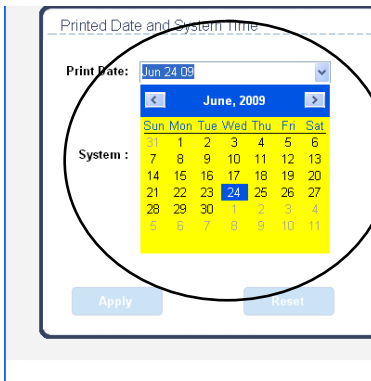 Printed Date and System Time
Print Date: Jun 24 09
June, 2009
Sun Mon Tue Wed Thu Fri Sat
31 1 2 3 4 5 6
System : 7 8 9 10 11 12 13
14 15 16 17 18 19 20
21 22 23 24 25 26 27
28 29 30 1 2 3 4
5 6 7 8 9 10 11
Apply Reset